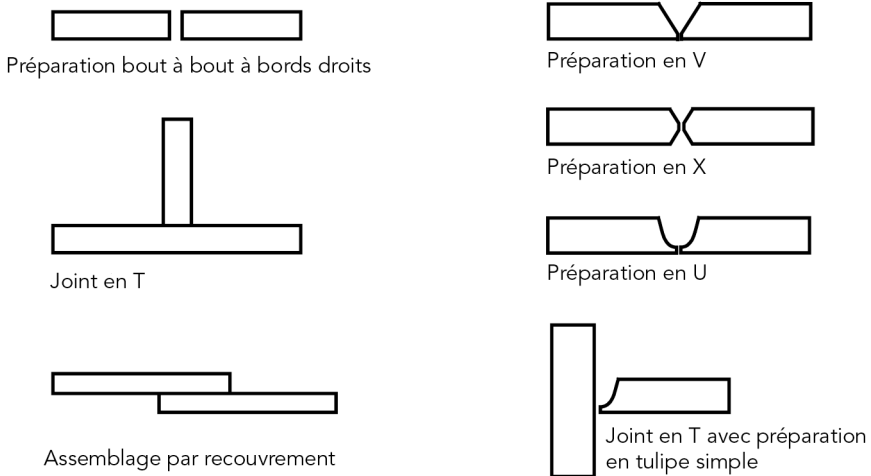 Préparation bout à bout à bords droits
Préparation en V
Préparation en X
Joint en T
Préparation en U
Assemblage par recouvrement
Joint en T avec préparation
en tulipe simple